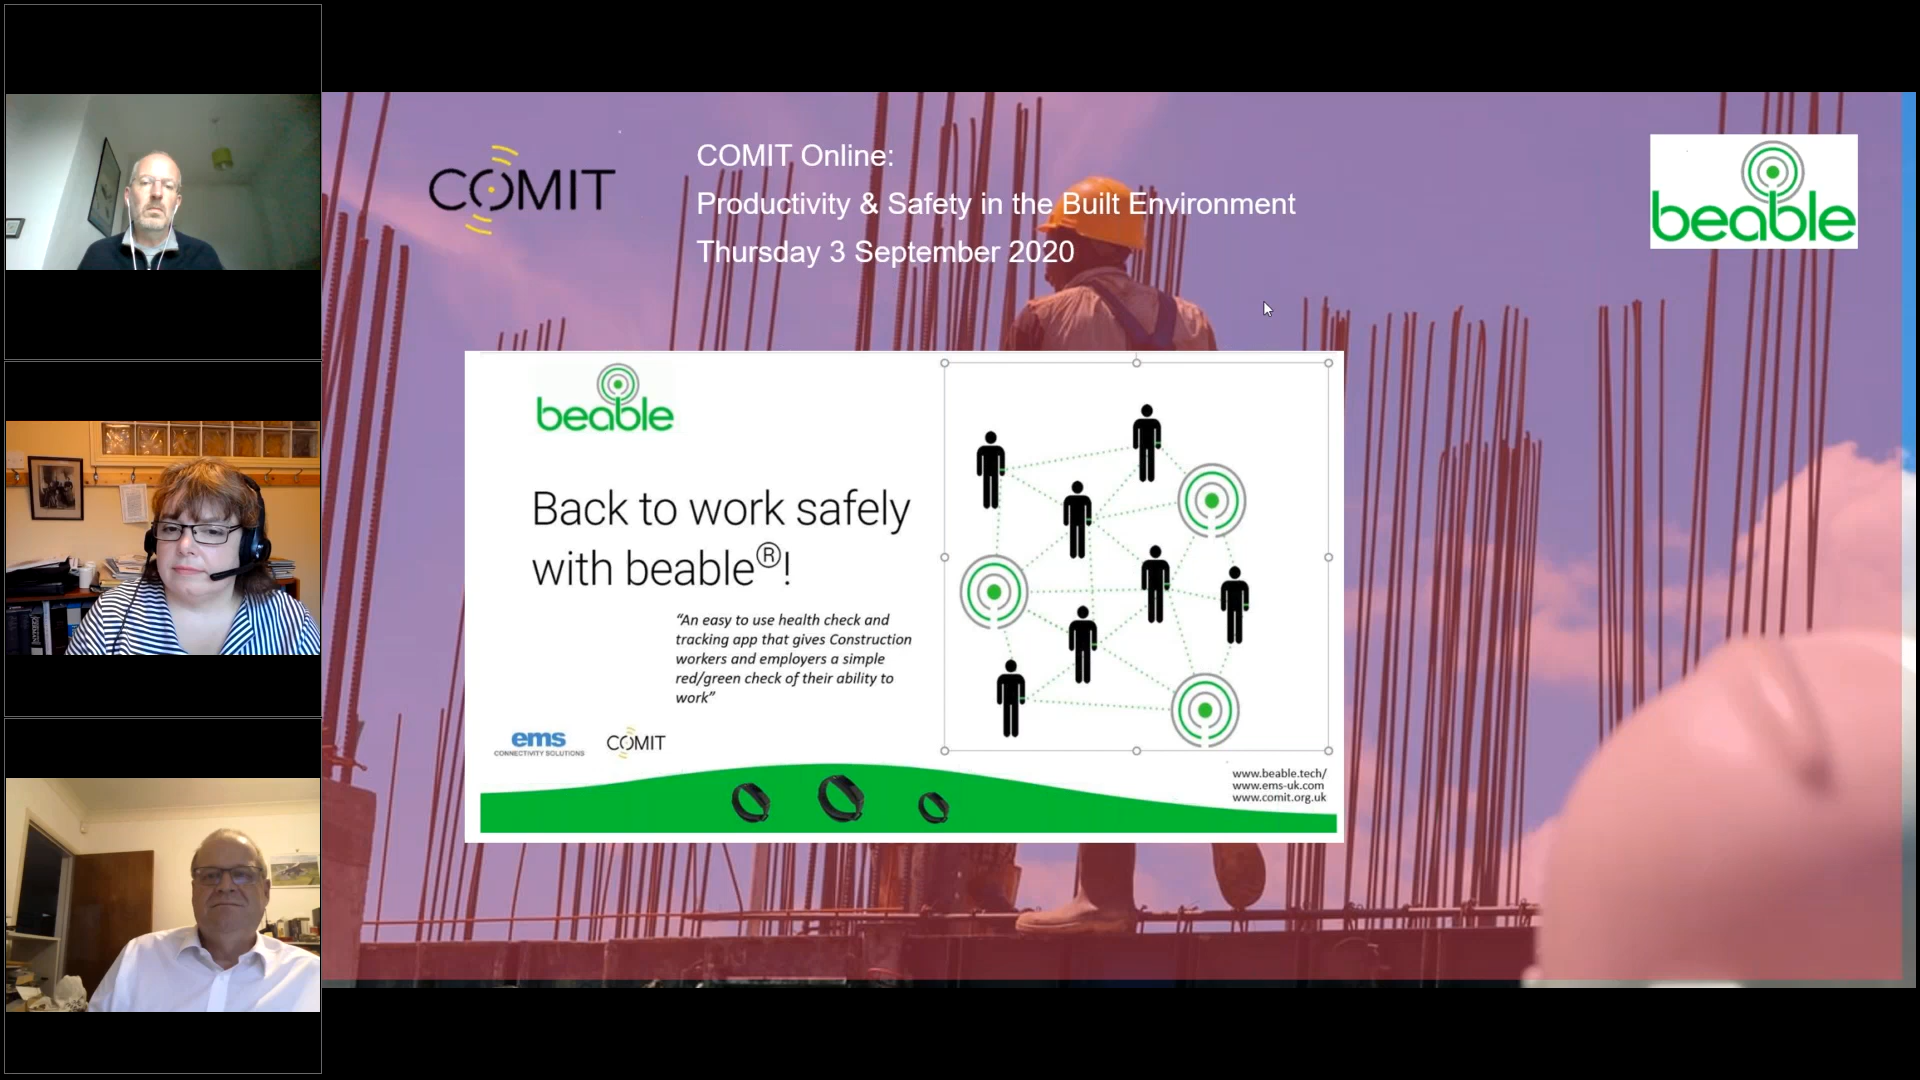 COMIT
COMIT Online:
Productivity & Safety in the Built Environment
Thursday 3 September 2020
beable
beable
Back to work safely
with beable®!
“An easy to use health check and
tracking app that gives Construction
workers and employers a simple
red/green check of their ability to
work”
ems
CONNECTIVITY SOLUTIONS
COMIT
www.beable.tech/
www.ems-uk.com
www.comit.org.uk